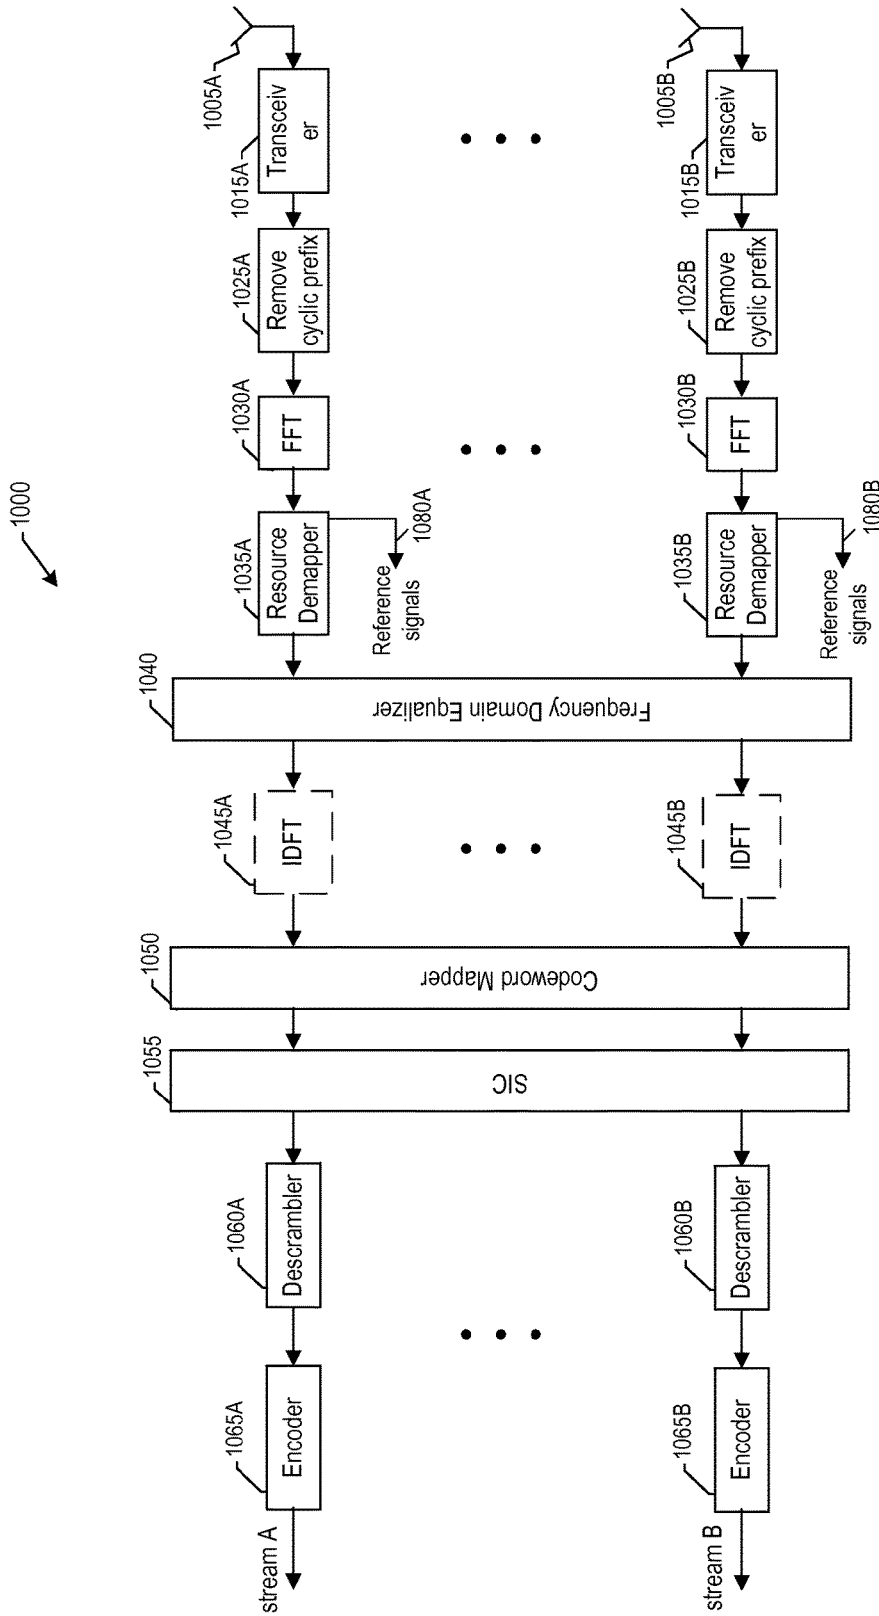 1000
1005A
Transceiv
er
1015A
Remove
cyclic prefix
1025A
FFT
1030A
Resource
Demapper
1035A
Reference
signals
1080A
1005B
Transceiv
er
1015B
Remove
cyclic prefix
1025B
FFT
1030B
Resource
Demapper
1035B
Reference
signals
1080B
Frequency Domain Equalizer
1040
IDFT
1045A
IDFT
1045B
Codeword Mapper
1050
SIC
1055
Descrambler
1060A
Encoder
1065A
stream A
Descrambler
1060B
Encoder
1065B
stream B